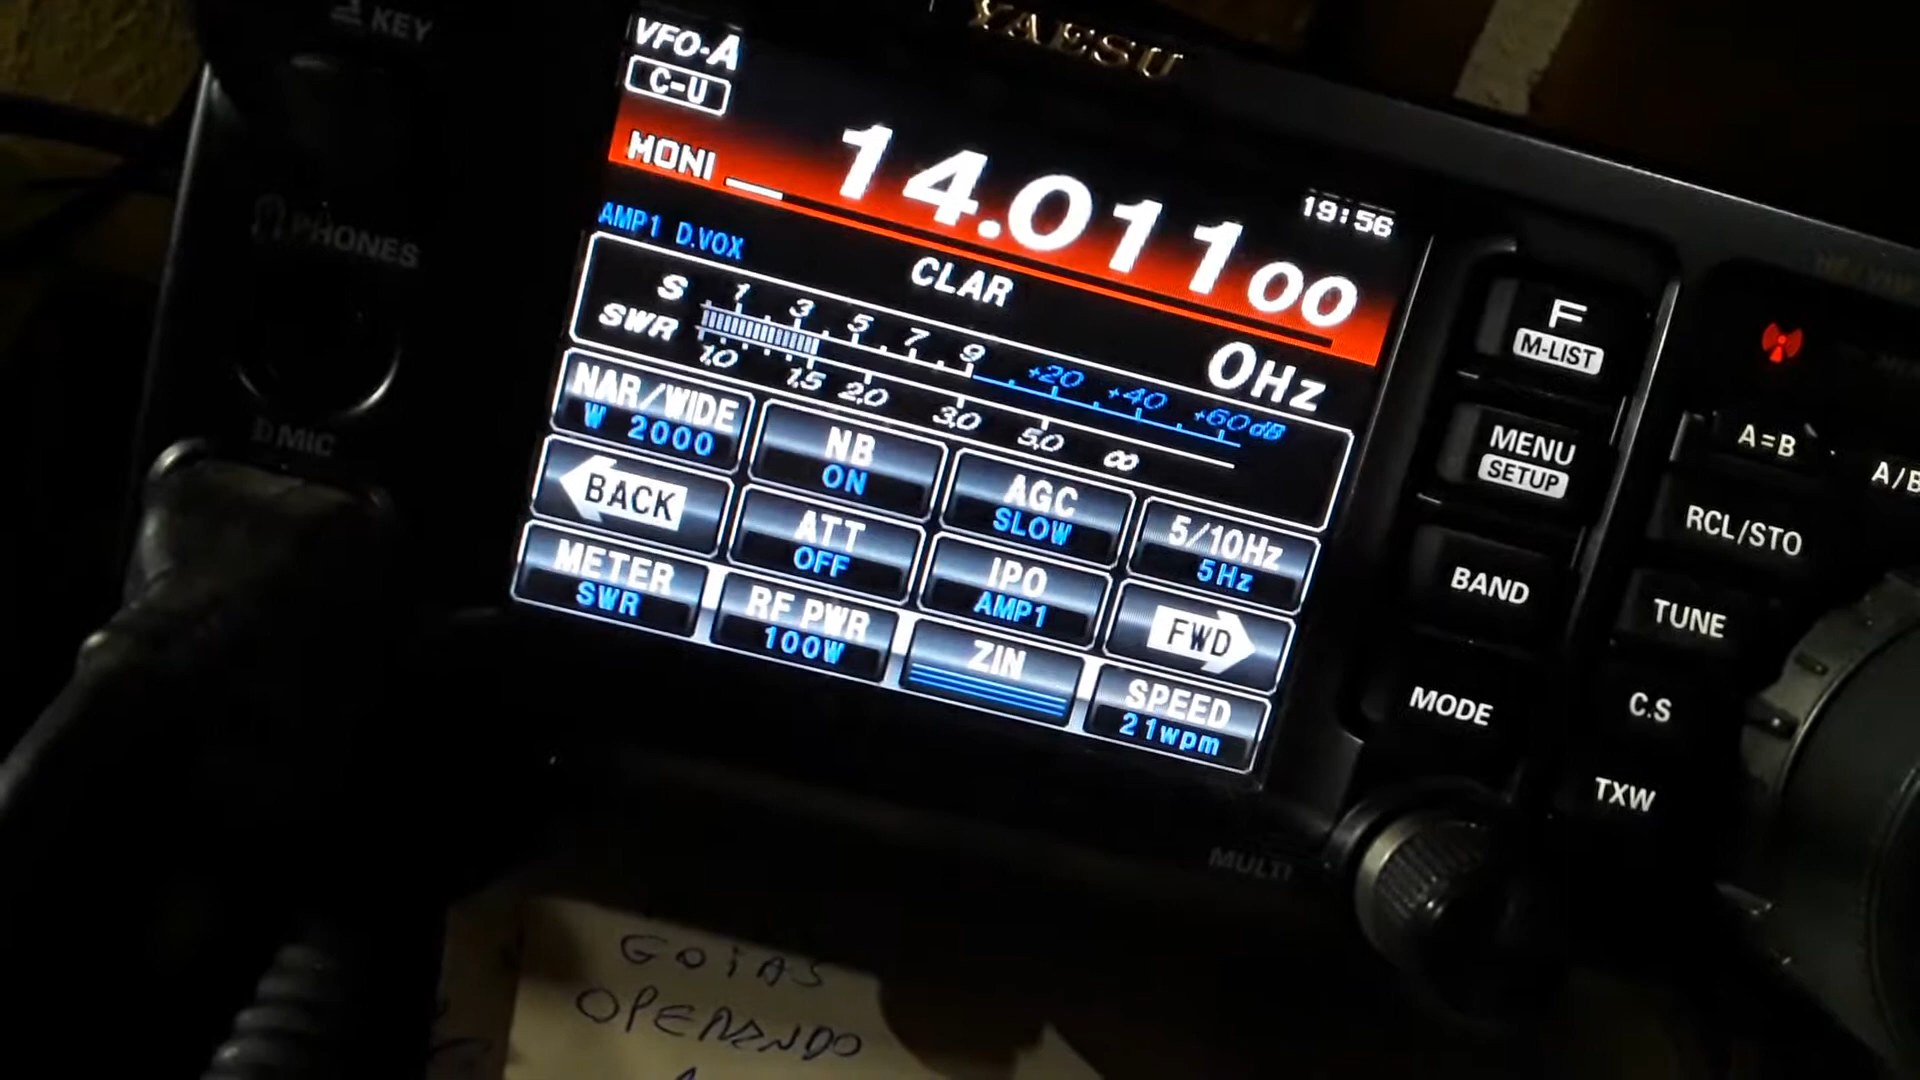 KEY
YAESU
VFO-A
C-U
MONI
14.01100
19:56
PHONES
AMP1 D.VOX
CLAR
0Hz
S 1 3 5 7 9 +20 +40 +60dB
SWR 1.0 1.5 2.0 3.0 5.0 ∞
NAR/WIDE
W 2000
NB
ON
AGC
SLOW
5/10Hz
5Hz
BACK
ATT
OFF
IPO
AMP1
FWD
METER
SWR
RF PWR
100W
ZIN
SPEED
21wpm
MIC
F
M-LIST
MENU
SETUP
BAND
MODE
A=B
A/B
RCL/STO
TUNE
C.S
TXW
MULTI
GOIAS
OPERANDO